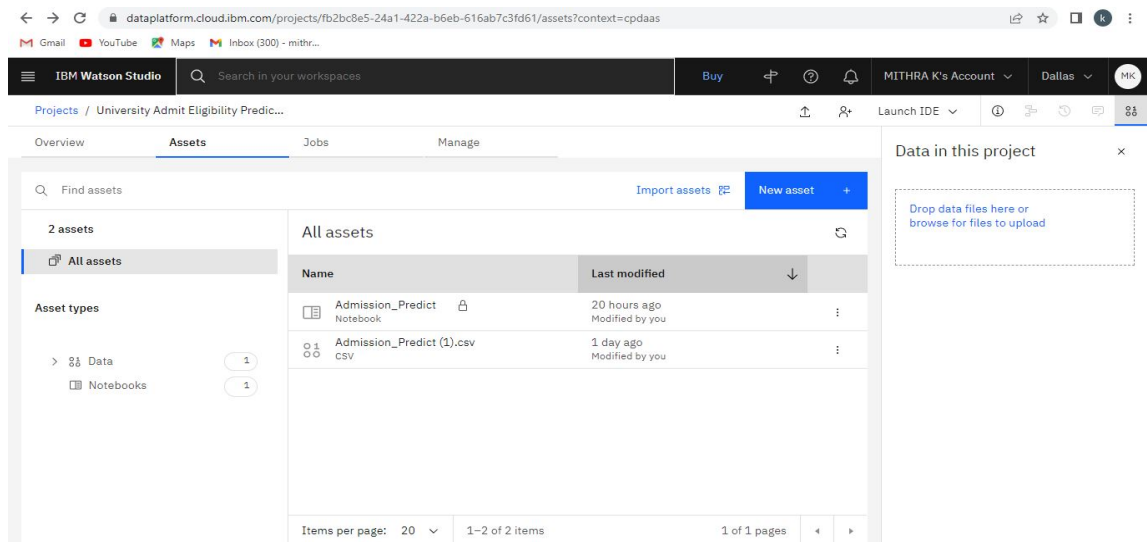 dataplatform.cloud.ibm.com/projects/fb2bc8e5-24a1-422a-b6eb-616ab7c3fd61/assets?context=cpdaas
k
Gmail YouTube Maps Inbox (300) - mithr...
IBM Watson Studio Search in your workspaces Buy MITHRA K's Account Dallas MK
Projects / University Admit Eligibility Predic... Launch IDE
Overview Assets Jobs Manage
Data in this project
Find assets Import assets New asset +
Drop data files here or
browse for files to upload
2 assets
All assets
All assets
Name Last modified
Asset types
Admission_Predict 20 hours ago
Notebook Modified by you
Admission_Predict (1).csv 1 day ago
CSV Modified by you
Data 1
Notebooks 1
Items per page: 20 1–2 of 2 items 1 of 1 pages